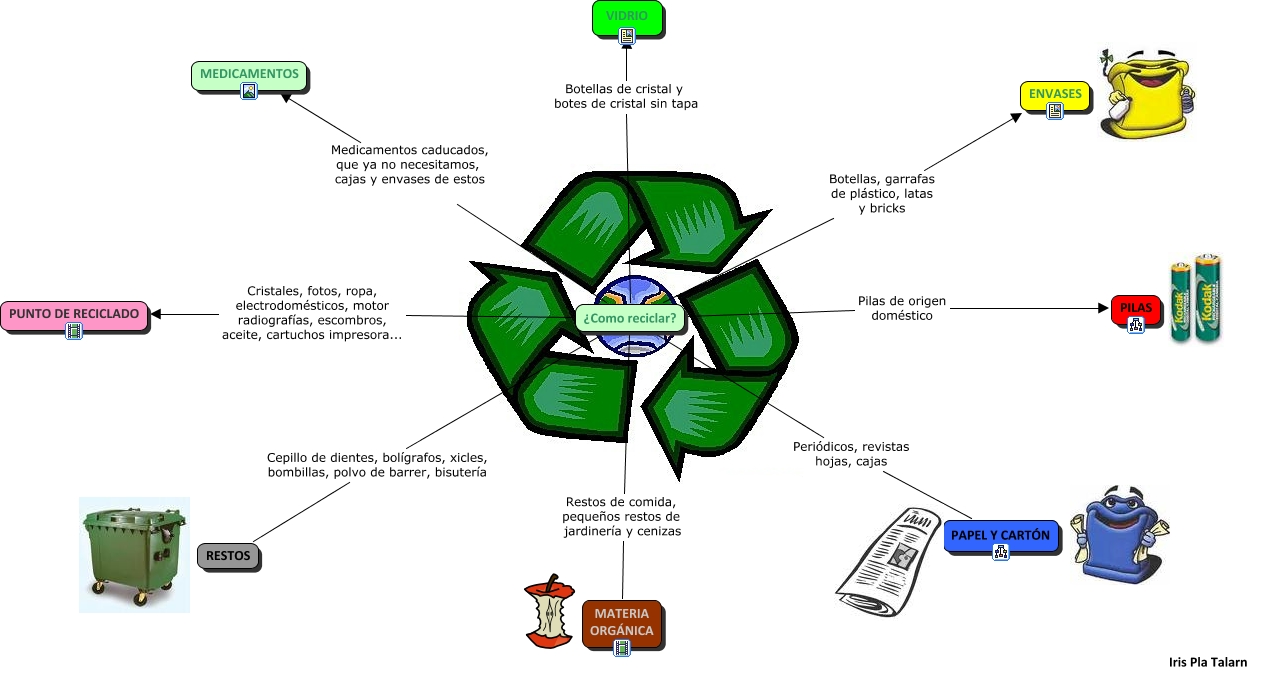 VIDRIO
Botellas de cristal y
botes de cristal sin tapa
MEDICAMENTOS
Medicamentos caducados,
que ya no necesitamos,
cajas y envases de estos
ENVASES
Botellas, garrafas
de plástico, latas
y bricks
PUNTO DE RECICLADO
Cristales, fotos, ropa,
electrodomésticos, motor
radiografías, escombros,
aceite, cartuchos impresora...
¿Como reciclar?
Pilas de origen
doméstico
PILAS
Kodak
Kodak
Cepillo de dientes, bolígrafos, xicles,
bombillas, polvo de barrer, bisutería
RESTOS
Restos de comida,
pequeños restos de
jardinería y cenizas
MATERIA
ORGÁNICA
Periódicos, revistas
hojas, cajas
PAPEL Y CARTÓN
Iris Pla Talarn